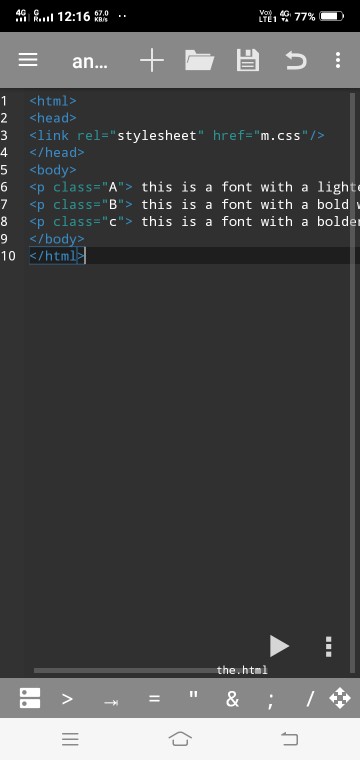 4G G 12:16 67.0 KB/s ·· Vo)) LTE1 4G 77%
an...
1 <html>
2 <head>
3 <link rel="stylesheet" href="m.css"/>
4 </head>
5 <body>
6 <p class="A"> this is a font with a light
7 <p class="B"> this is a font with a bold
8 <p class="c"> this is a font with a bolde
9 </body>
10 </html>
the.html
> → = " & ; /